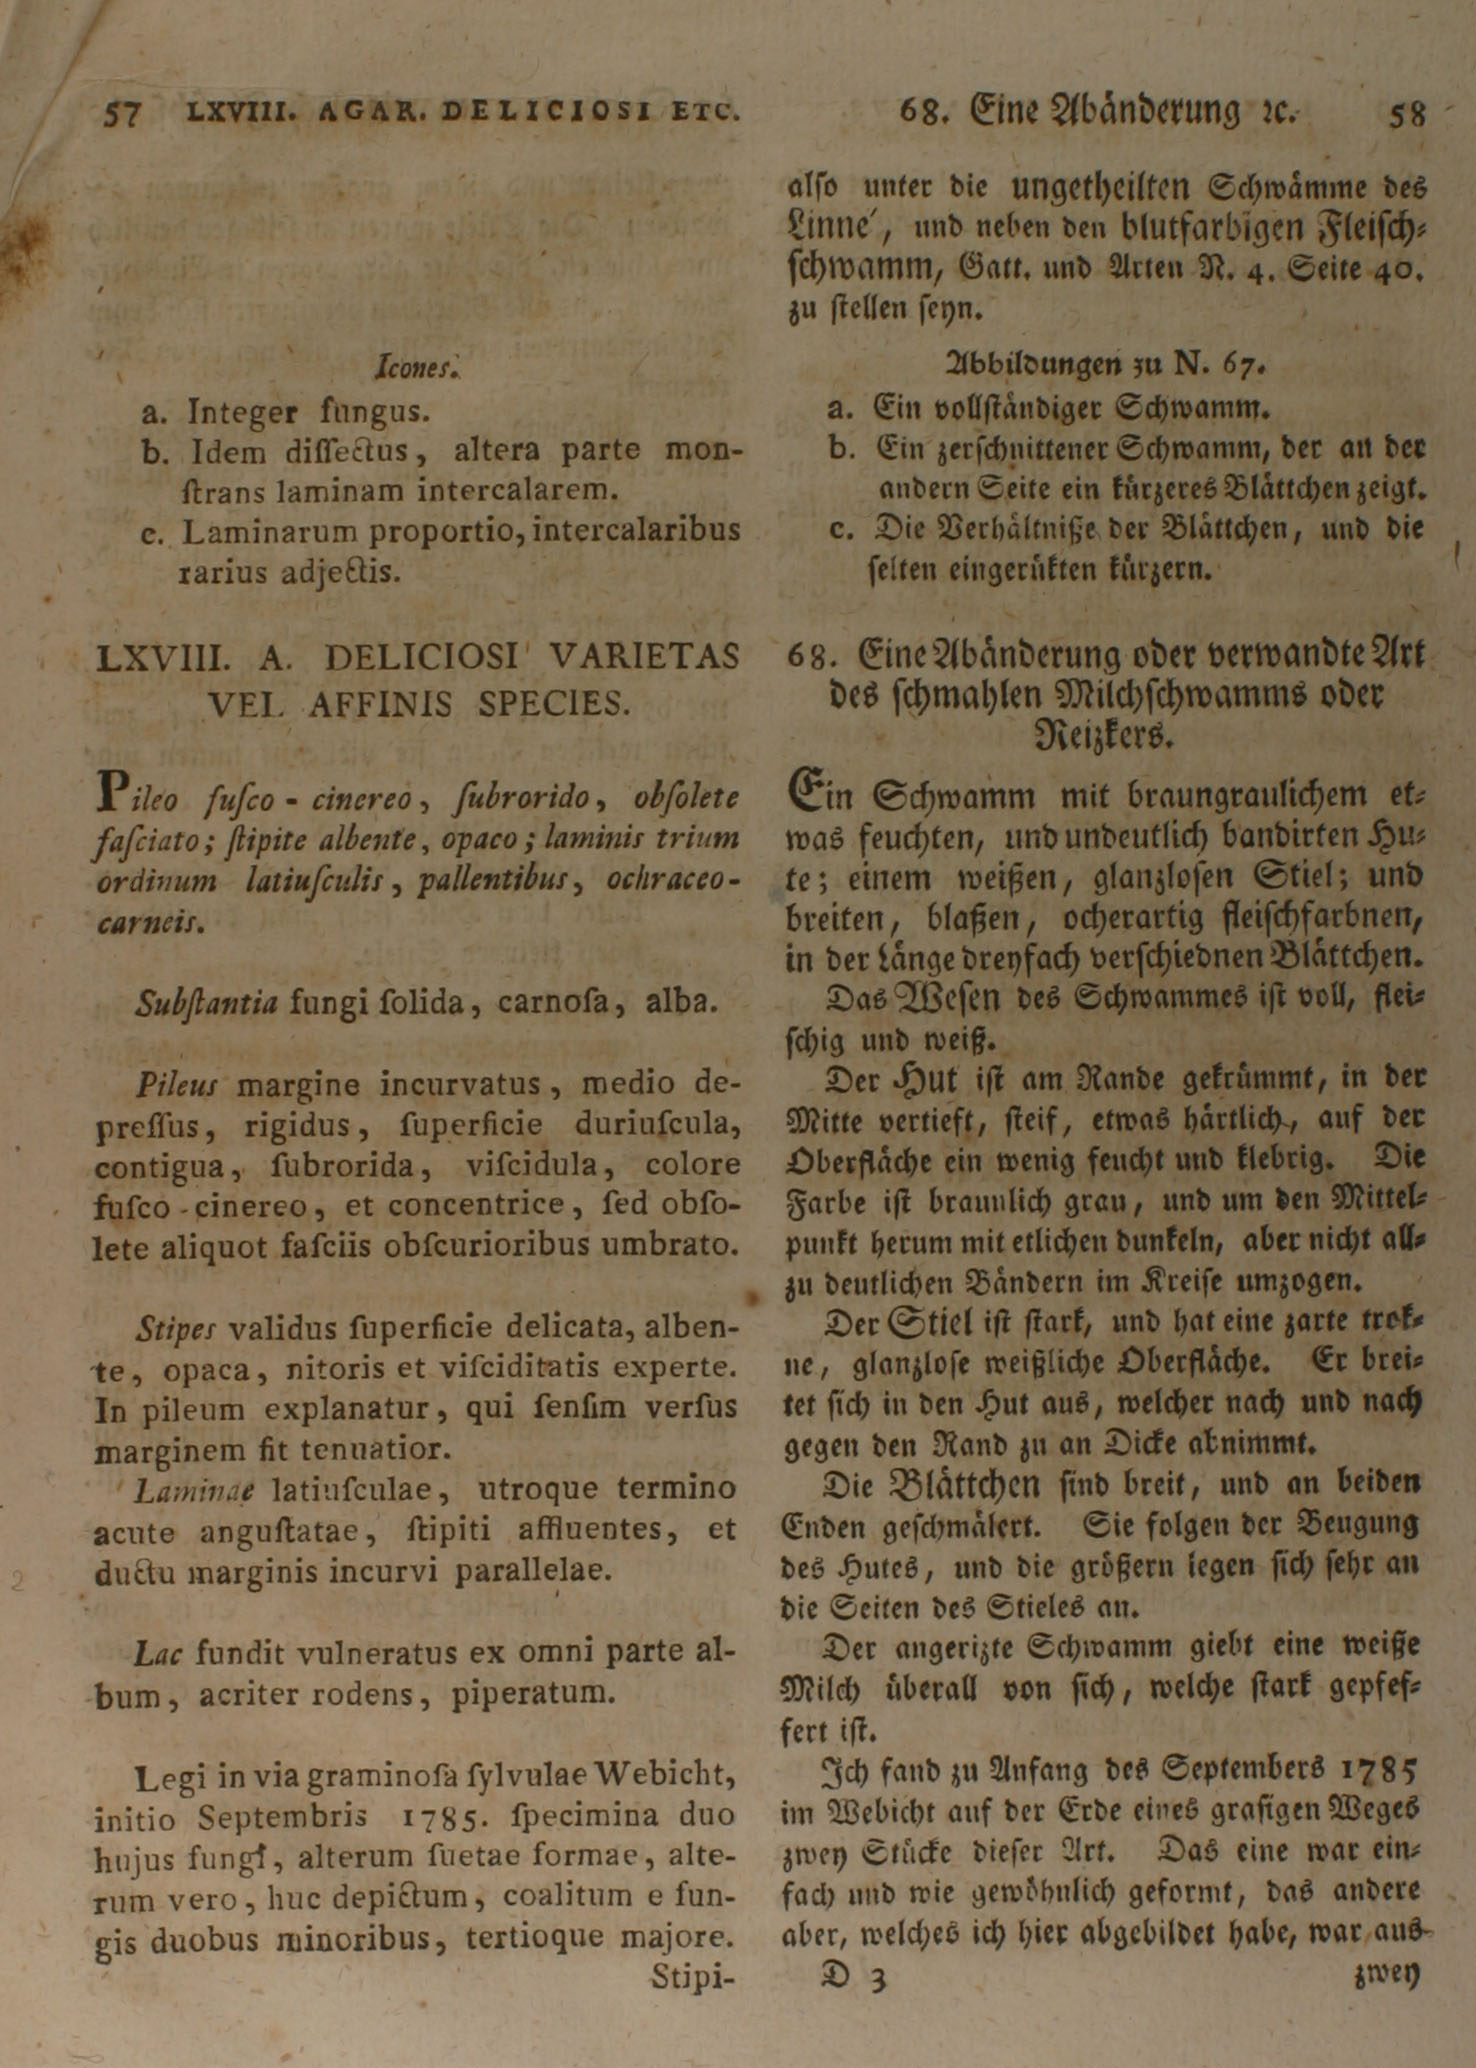 57 LXVIII. AGAR. DELICIOSI ETC.
Icones.
a. Integer fungus.
b. Idem diſſectus, altera parte mon-
ſtrans laminam intercalarem.
c. Laminarum proportio, intercalaribus
rarius adjectis.
LXVIII. A. DELICIOSI VARIETAS
VEL AFFINIS SPECIES.
Pileo fuſco-cinereo, ſubrorido, obſolete
faſciato; ſtipite albente, opaco; laminis trium
ordinum latiuſculis, pallentibus, ochraceo-
carneis.
Subſtantia fungi ſolida, carnoſa, alba.
Pileus margine incurvatus, medio de-
preſſus, rigidus, ſuperficie duriuſcula,
contigua, ſubrorida, viſcidula, colore
fuſco-cinereo, et concentrice, ſed obſo-
lete aliquot faſciis obſcurioribus umbrato.
Stipes validus ſuperficie delicata, alben-
te, opaca, nitoris et viſciditatis experte.
In pileum explanatur, qui ſenſim verſus
marginem fit tenuatior.
Laminae latiuſculae, utroque termino
acute anguſtatae, ſtipiti affluentes, et
ductu marginis incurvi parallelae.
Lac fundit vulneratus ex omni parte al-
bum, acriter rodens, piperatum.
Legi in via graminoſa ſylvulae Webicht,
initio Septembris 1785. ſpecimina duo
hujus fungi, alterum ſuetae formae, alte-
rum vero, huc depictum, coalitum e fun-
gis duobus minoribus, tertioque majore.
Stipi-
68. Eine Abänderung ꝛc. 58
alſo unter die ungetheilten Schwämme des
Linne´, und neben den blutfarbigen Fleiſch-
ſchwamm, Gatt. und Arten N. 4. Seite 40.
zu ſtellen ſeyn.
Abbildungen zu N. 67.
a. Ein vollſtändiger Schwamm.
b. Ein zerſchnittener Schwamm, der an der
andern Seite ein kürzeres Blättchen zeigt.
c. Die Verhältniße der Blättchen, und die
ſelten eingerükten kürzern.
68. Eine Abänderung oder verwandte Art
des ſchmahlen Milchſchwamms oder
Reizkers.
Ein Schwamm mit braungraulichem et-
was feuchten, und undeutlich bandirten Hu-
te; einem weißen, glanzloſen Stiel; und
breiten, blaßen, ocherartig fleiſchfarbnen,
in der Länge dreyfach verſchiednen Blättchen.
Das Weſen des Schwammes iſt voll, flei-
ſchig und weiß.
Der Hut iſt am Rande gekrümmt, in der
Mitte vertieft, ſteif, etwas härtlich, auf der
Oberfläche ein wenig feucht und klebrig. Die
Farbe iſt braunlich grau, und um den Mittel-
punkt herum mit etlichen dunkeln, aber nicht all-
zu deutlichen Bändern im Kreiſe umzogen.
Der Stiel iſt ſtark, und hat eine zarte trok-
ne, glanzloſe weißliche Oberfläche. Er brei-
tet ſich in den Hut aus, welcher nach und nach
gegen den Rand zu an Dicke abnimmt.
Die Blättchen ſind breit, und an beiden
Enden geſchmälert. Sie folgen der Beugung
des Hutes, und die größern legen ſich ſehr an
die Seiten des Stieles an.
Der angerizte Schwamm giebt eine weiße
Milch überall von ſich, welche ſtark gepfef-
fert iſt.
Ich fand zu Anfang des Septembers 1785
im Webicht auf der Erde eines graſigen Weges
zwey Stücke dieſer Art. Das eine war ein-
fach und wie gewöhnlich geformt, das andere
aber, welches ich hier abgebildet habe, war aus
D 3 zwey